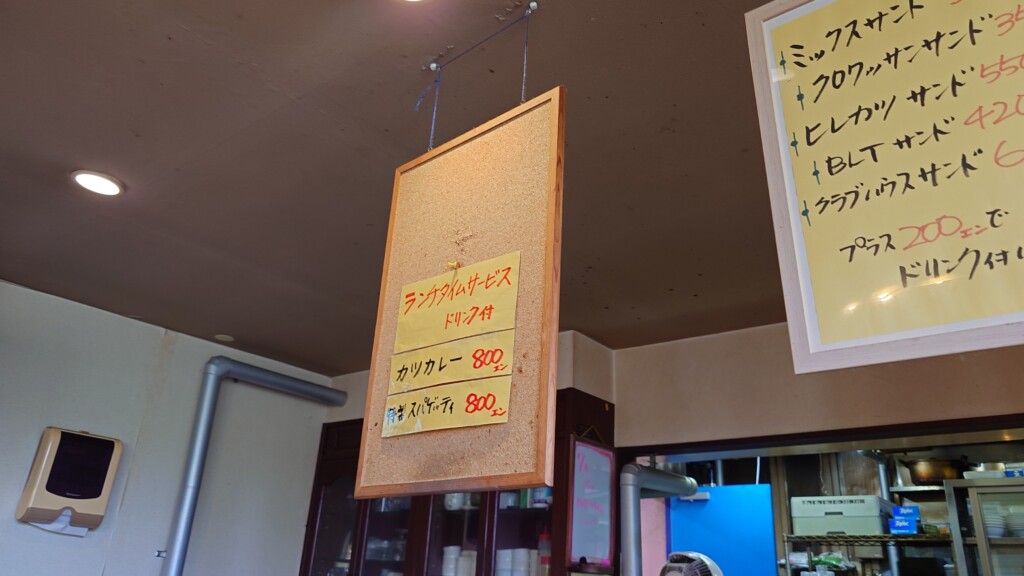 ランチタイムサービス
ドリンク付
カツカレー 800エン
特製 スパゲッティ 800エン
ミックスサンド
クロワッサンサンド
ヒレカツ サンド 550
BLT サンド 420
クラブハウスサンド
プラス200エンで
ドリンク付
Ziploc